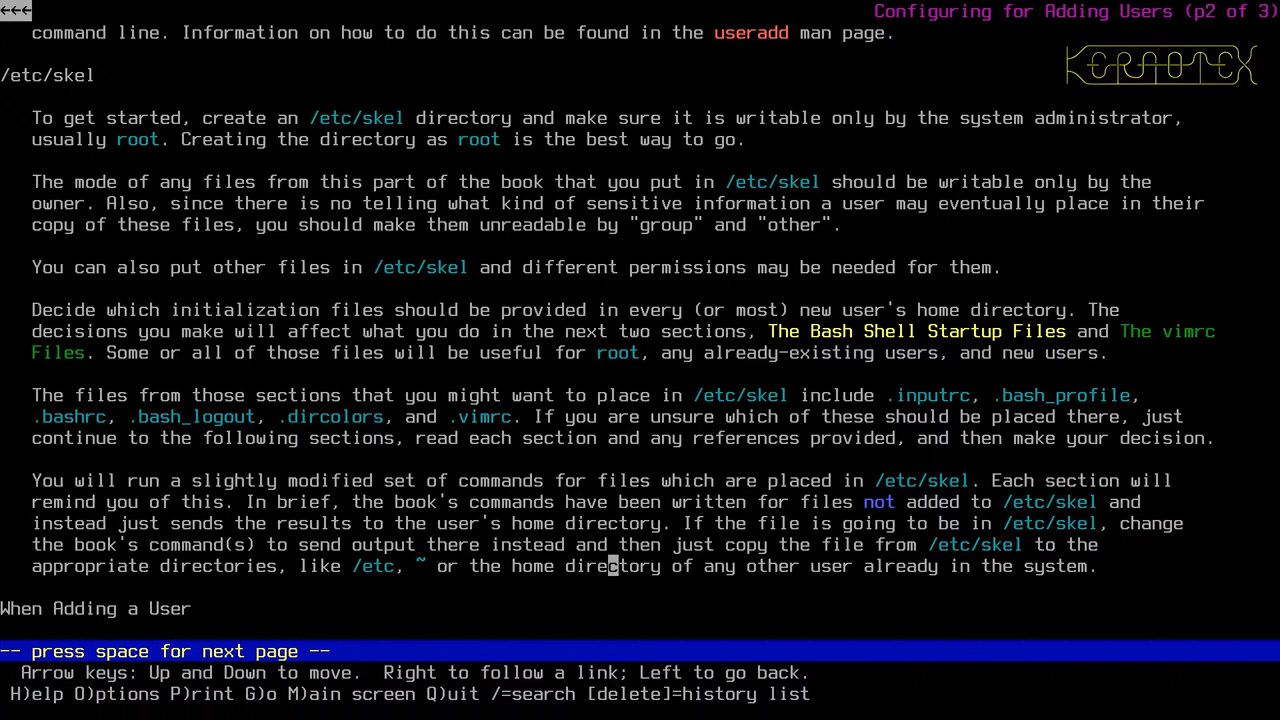 ←←←
Configuring for Adding Users (p2 of 3)
command line. Information on how to do this can be found in the useradd man page.
KERNOTEX
/etc/skel
To get started, create an /etc/skel directory and make sure it is writable only by the system administrator,
usually root. Creating the directory as root is the best way to go.
The mode of any files from this part of the book that you put in /etc/skel should be writable only by the
owner. Also, since there is no telling what kind of sensitive information a user may eventually place in their
copy of these files, you should make them unreadable by "group" and "other".
You can also put other files in /etc/skel and different permissions may be needed for them.
Decide which initialization files should be provided in every (or most) new user's home directory. The
decisions you make will affect what you do in the next two sections, The Bash Shell Startup Files and The vimrc
Files. Some or all of those files will be useful for root, any already-existing users, and new users.
The files from those sections that you might want to place in /etc/skel include .inputrc, .bash_profile,
.bashrc, .bash_logout, .dircolors, and .vimrc. If you are unsure which of these should be placed there, just
continue to the following sections, read each section and any references provided, and then make your decision.
You will run a slightly modified set of commands for files which are placed in /etc/skel. Each section will
remind you of this. In brief, the book's commands have been written for files not added to /etc/skel and
instead just sends the results to the user's home directory. If the file is going to be in /etc/skel, change
the book's command(s) to send output there instead and then just copy the file from /etc/skel to the
appropriate directories, like /etc, ~ or the home directory of any other user already in the system.
When Adding a User
-- press space for next page --
Arrow keys: Up and Down to move.  Right to follow a link; Left to go back.
H)elp O)ptions P)rint G)o M)ain screen Q)uit /=search [delete]=history list